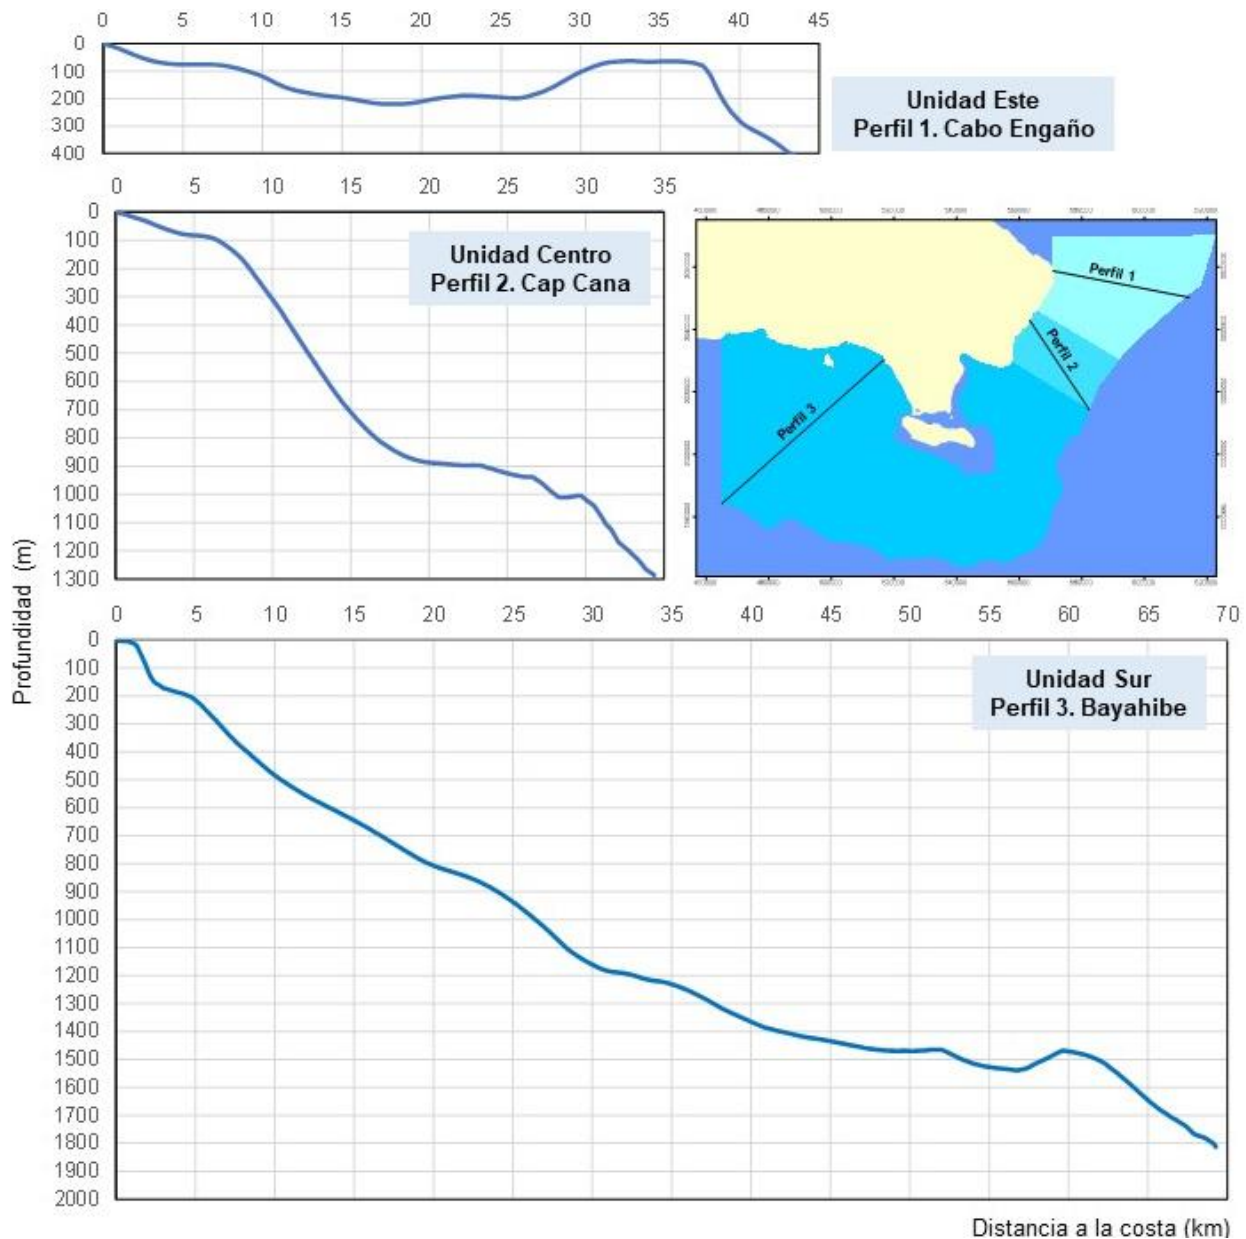 0 5 10 15 20 25 30 35 40 45
0
100
200
300
400
Unidad Este
Perfil 1. Cabo Engaño
0 5 10 15 20 25 30 35
0
100
200
300
400
500
600
700
800
900
1000
1100
1200
1300
Unidad Centro
Perfil 2. Cap Cana
Perfil 1
Perfil 2
Perfil 3
Profundidad (m)
0 5 10 15 20 25 30 35 40 45 50 55 60 65 70
0
100
200
300
400
500
600
700
800
900
1000
1100
1200
1300
1400
1500
1600
1700
1800
1900
2000
Unidad Sur
Perfil 3. Bayahibe
Distancia a la costa (km)